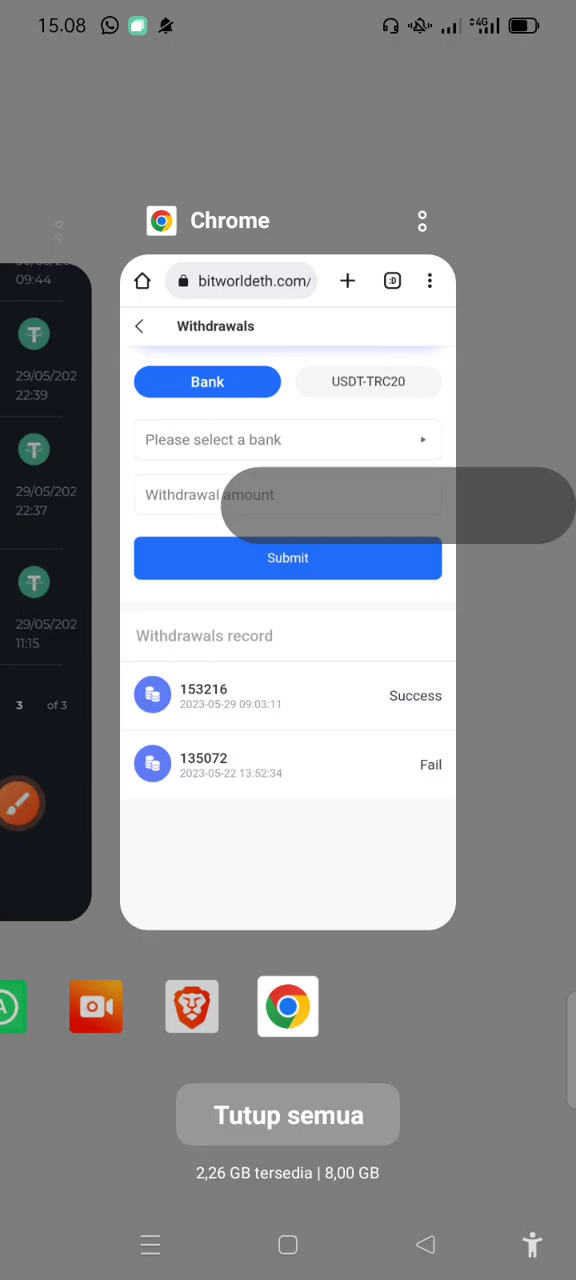 15.08
4G
Chrome
09:44
29/05/202
22:39
29/05/202
22:37
29/05/202
11:15
3 of 3
bitworldeth.com/
:D
Withdrawals
Bank
USDT-TRC20
Please select a bank
Withdrawal amount
Submit
Withdrawals record
153216
2023-05-29 09:03:11
Success
135072
2023-05-22 13:52:34
Fail
Tutup semua
2,26 GB tersedia | 8,00 GB